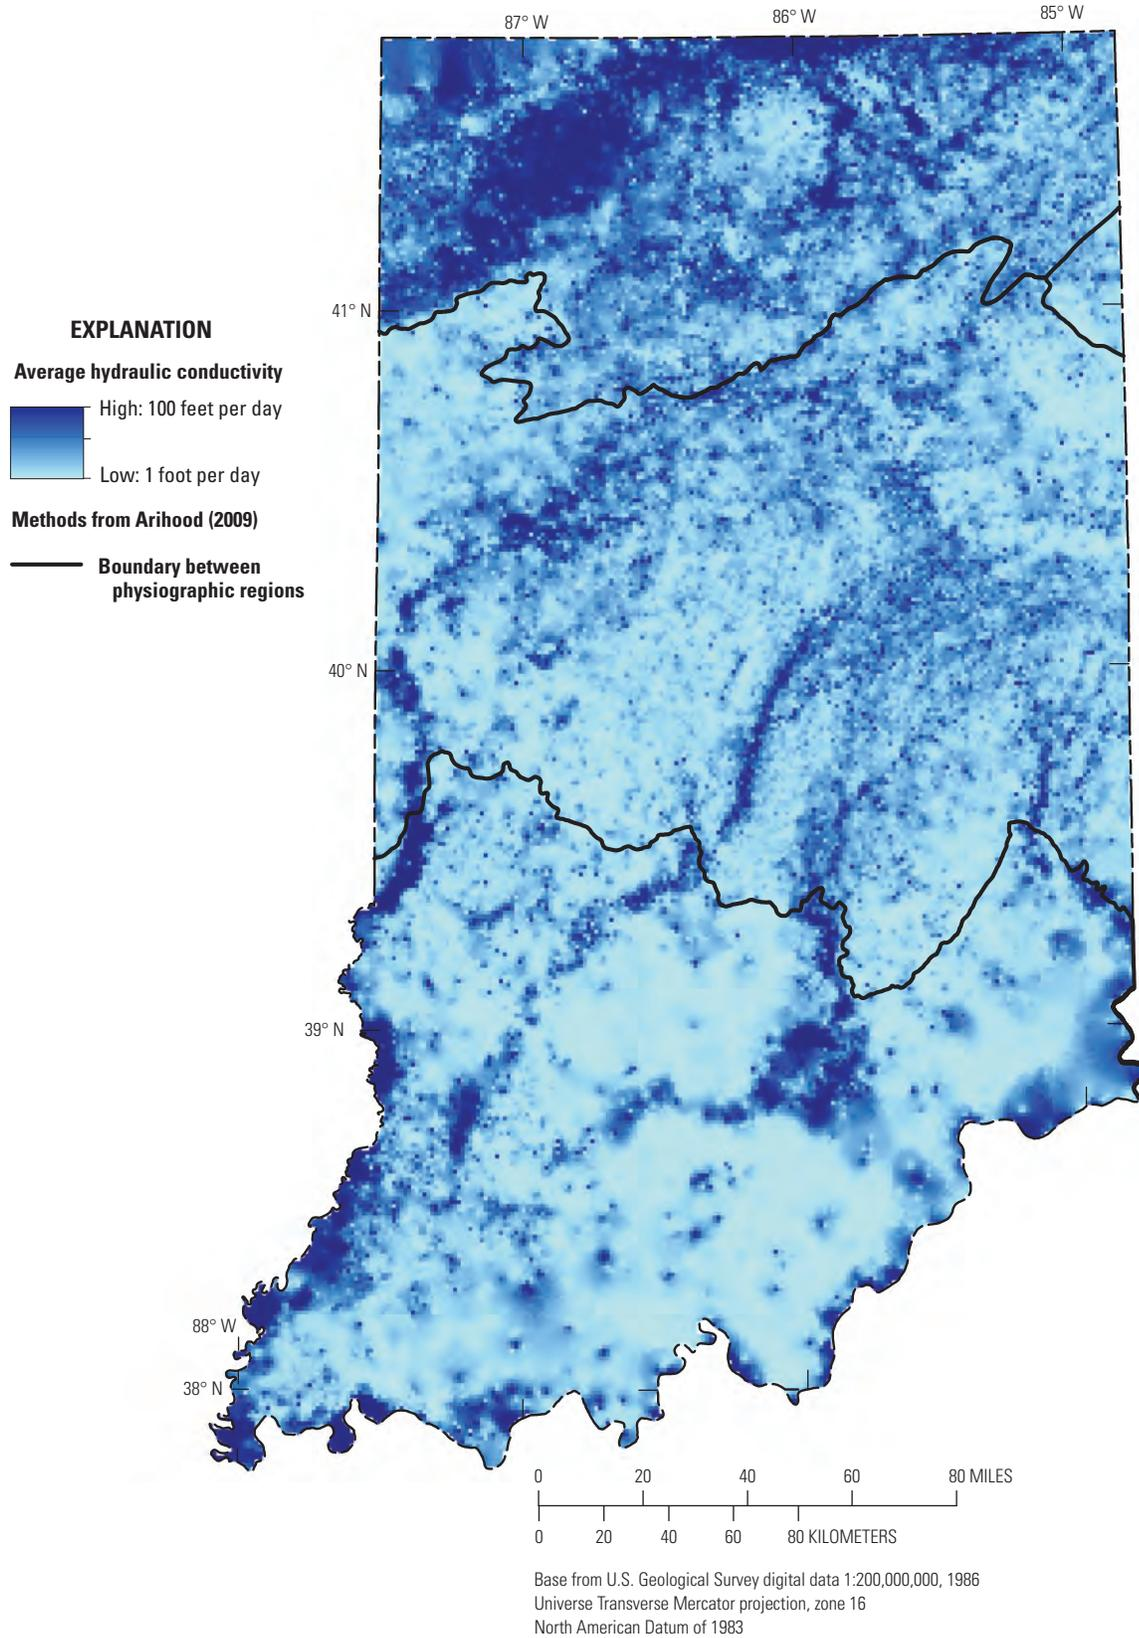 87° W
86° W
85° W
41° N
EXPLANATION
Average hydraulic conductivity
High: 100 feet per day
Low: 1 foot per day
Methods from Arihood (2009)
Boundary between
physiographic regions
40° N
39° N
88° W
38° N
0 20 40 60 80 MILES
0 20 40 60 80 KILOMETERS
Base from U.S. Geological Survey digital data 1:200,000,000, 1986
Universe Transverse Mercator projection, zone 16
North American Datum of 1983